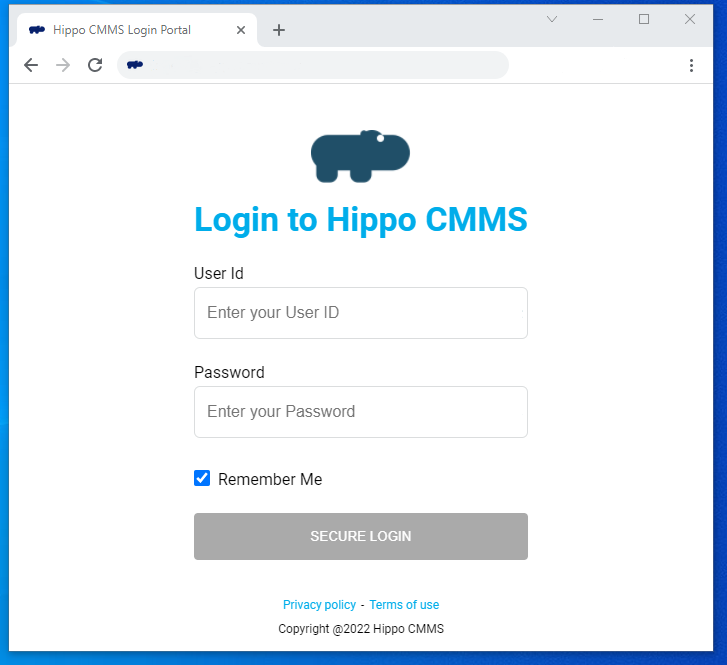 Hippo CMMS Login Portal
Login to Hippo CMMS
User Id
Enter your User ID
Password
Enter your Password
Remember Me
SECURE LOGIN
Privacy policy - Terms of use
Copyright @2022 Hippo CMMS